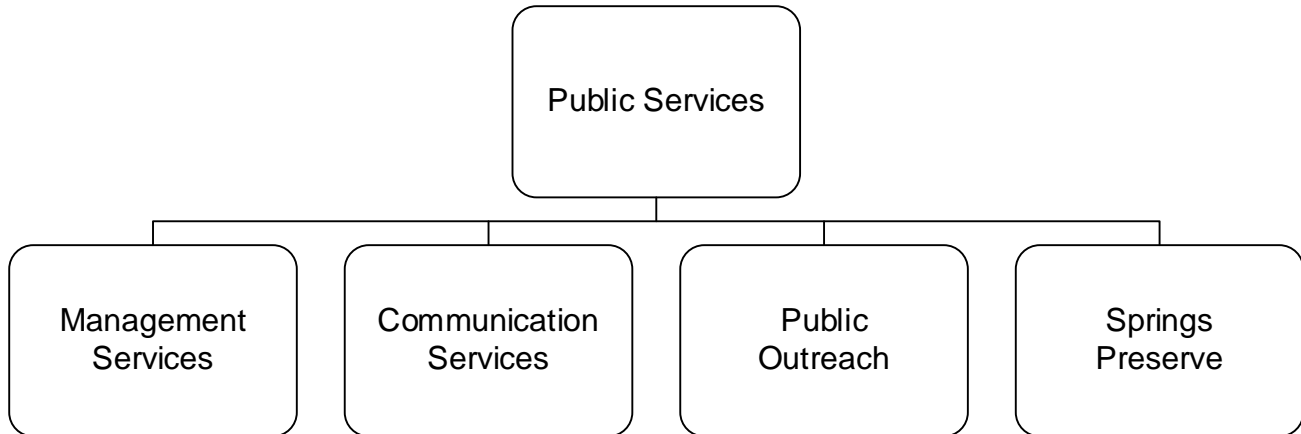 Public Services
Management
Services
Communication
Services
Public
Outreach
Springs
Preserve